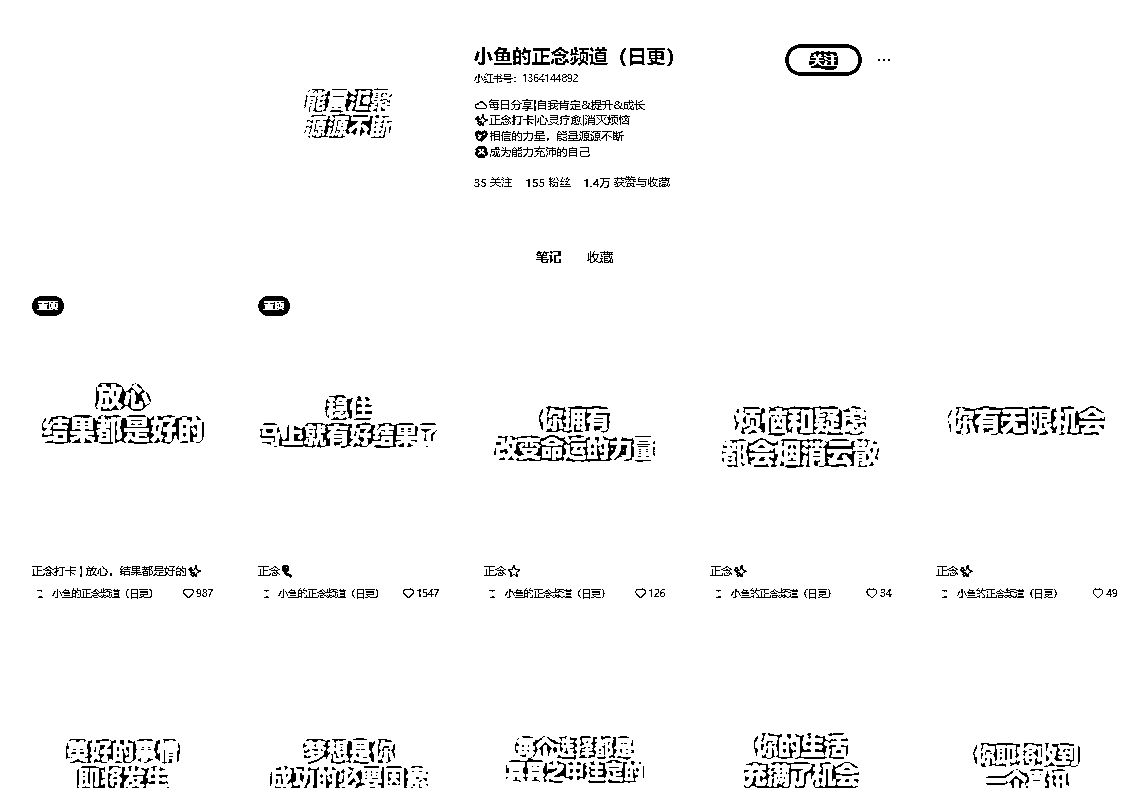 能量汇聚
源源不断
小鱼的正念频道（日更）
关注
小红书号：1364144892
每日分享|自我肯定&提升&成长
正念打卡|心灵疗愈|消灭烦恼
相信的力量，能量源源不断
成为能力充沛的自己
35 关注 155 粉丝 1.4万 获赞与收藏
笔记 收藏
置顶
放心
结果都是好的
正念打卡 | 放心，结果都是好的
小鱼的正念频道（日更） 987
置顶
稳住
马上就有好结果了
正念
小鱼的正念频道（日更） 1547
你拥有
改变命运的力量
正念
小鱼的正念频道（日更） 126
烦恼和疑虑
都会烟消云散
正念
小鱼的正念频道（日更） 34
你有无限机会
正念
小鱼的正念频道（日更） 49
美好的事情
即将发生
梦想是你
成功的必要因素
每个选择都是
冥冥之中注定的
你的生活
充满了机会
你即将收到
一个喜讯